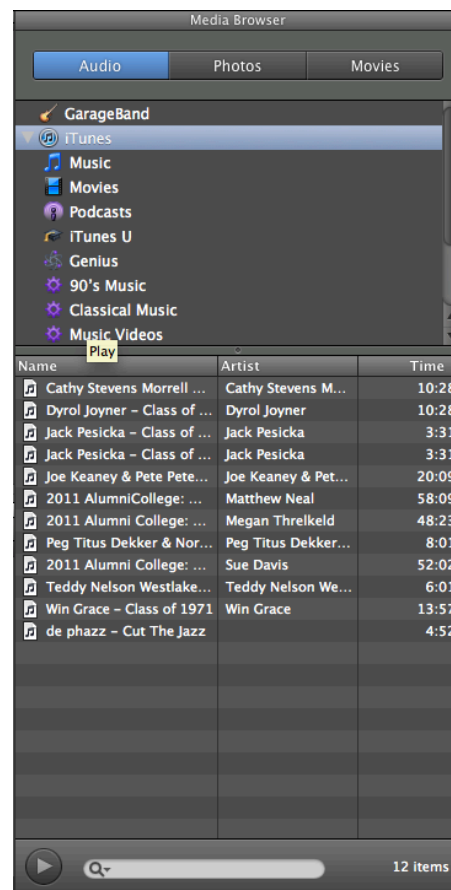 Media Browser
Audio Photos Movies
GarageBand
iTunes
Music
Movies
Podcasts
iTunes U
Genius
90's Music
Classical Music
Music Videos
Play
Name Artist Time
Cathy Stevens Morrell ... Cathy Stevens M... 10:28
Dyrol Joyner – Class of ... Dyrol Joyner 10:28
Jack Pesicka – Class of ... Jack Pesicka 3:31
Jack Pesicka – Class of ... Jack Pesicka 3:31
Joe Keaney & Pete Pete... Joe Keaney & Pet... 20:09
2011 AlumniCollege: ... Matthew Neal 58:09
2011 Alumni College: ... Megan Threlkeld 48:23
Peg Titus Dekker & Nor... Peg Titus Dekker... 8:01
2011 Alumni College: ... Sue Davis 52:02
Teddy Nelson Westlake... Teddy Nelson We... 6:01
Win Grace – Class of 1971 Win Grace 13:57
de phazz – Cut The Jazz 4:52
12 items